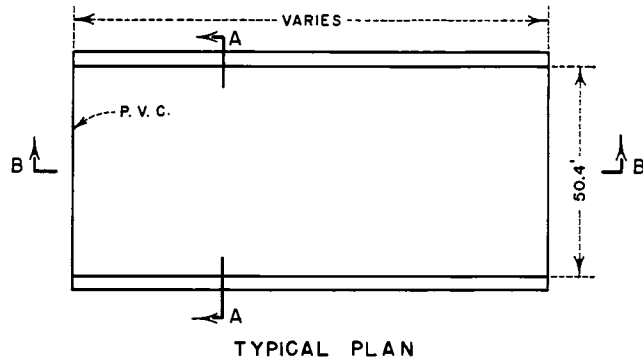 VARIES
A
P. V. C.
B
B
50.4'
A
TYPICAL PLAN